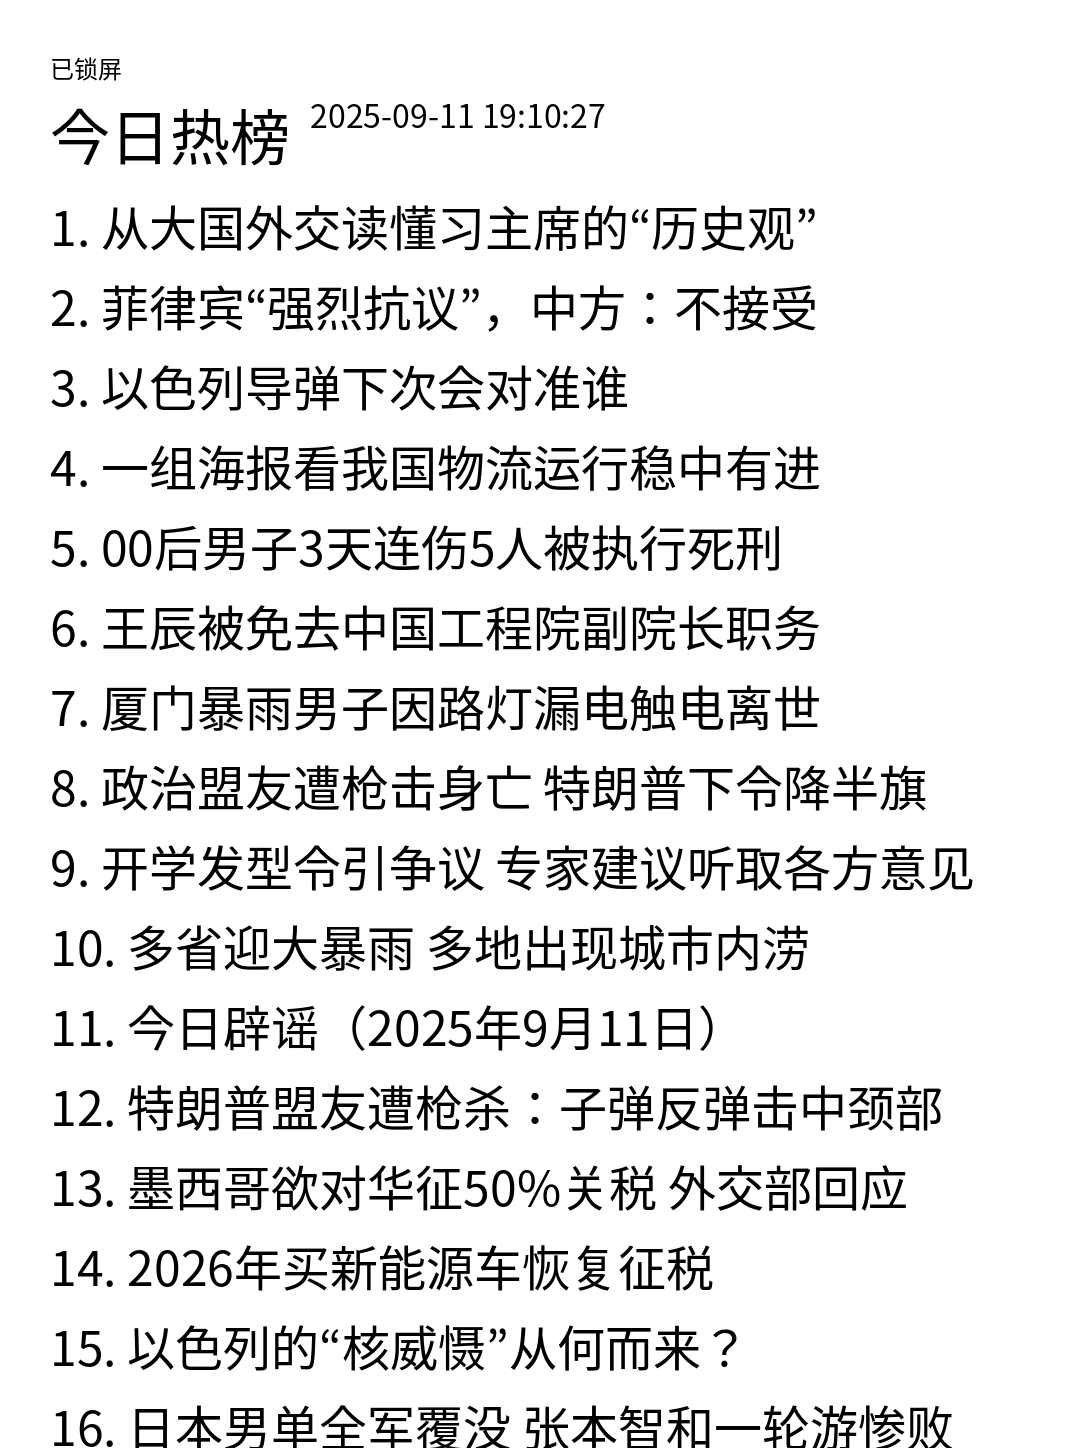 已锁屏
今日热榜 2025-09-11 19:10:27
1. 从大国外交读懂习主席的“历史观”
2. 菲律宾“强烈抗议”，中方：不接受
3. 以色列导弹下次会对准谁
4. 一组海报看我国物流运行稳中有进
5. 00后男子3天连伤5人被执行死刑
6. 王辰被免去中国工程院副院长职务
7. 厦门暴雨男子因路灯漏电触电离世
8. 政治盟友遭枪击身亡 特朗普下令降半旗
9. 开学发型令引争议 专家建议听取各方意见
10. 多省迎大暴雨 多地出现城市内涝
11. 今日辟谣（2025年9月11日）
12. 特朗普盟友遭枪杀：子弹反弹击中颈部
13. 墨西哥欲对华征50%关税 外交部回应
14. 2026年买新能源车恢复征税
15. 以色列的“核威慑”从何而来？
16. 日本男单全军覆没 张本智和一轮游惨败